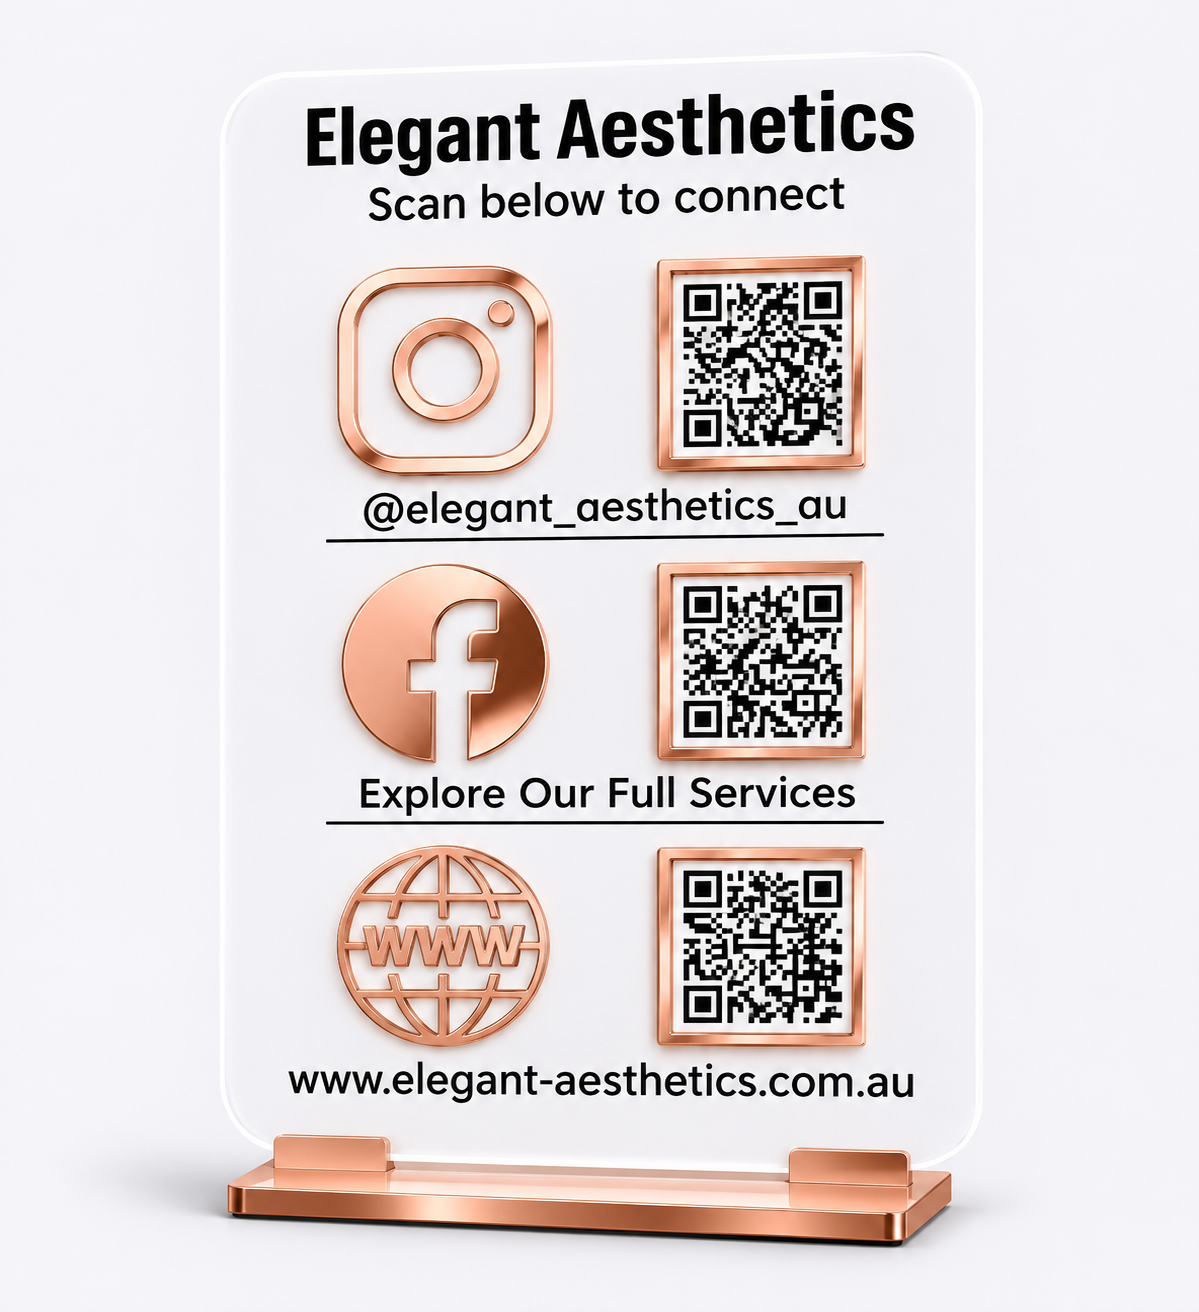 Elegant Aesthetics
Scan below to connect
@elegant_aesthetics_au
Explore Our Full Services
www
www.elegant-aesthetics.com.au